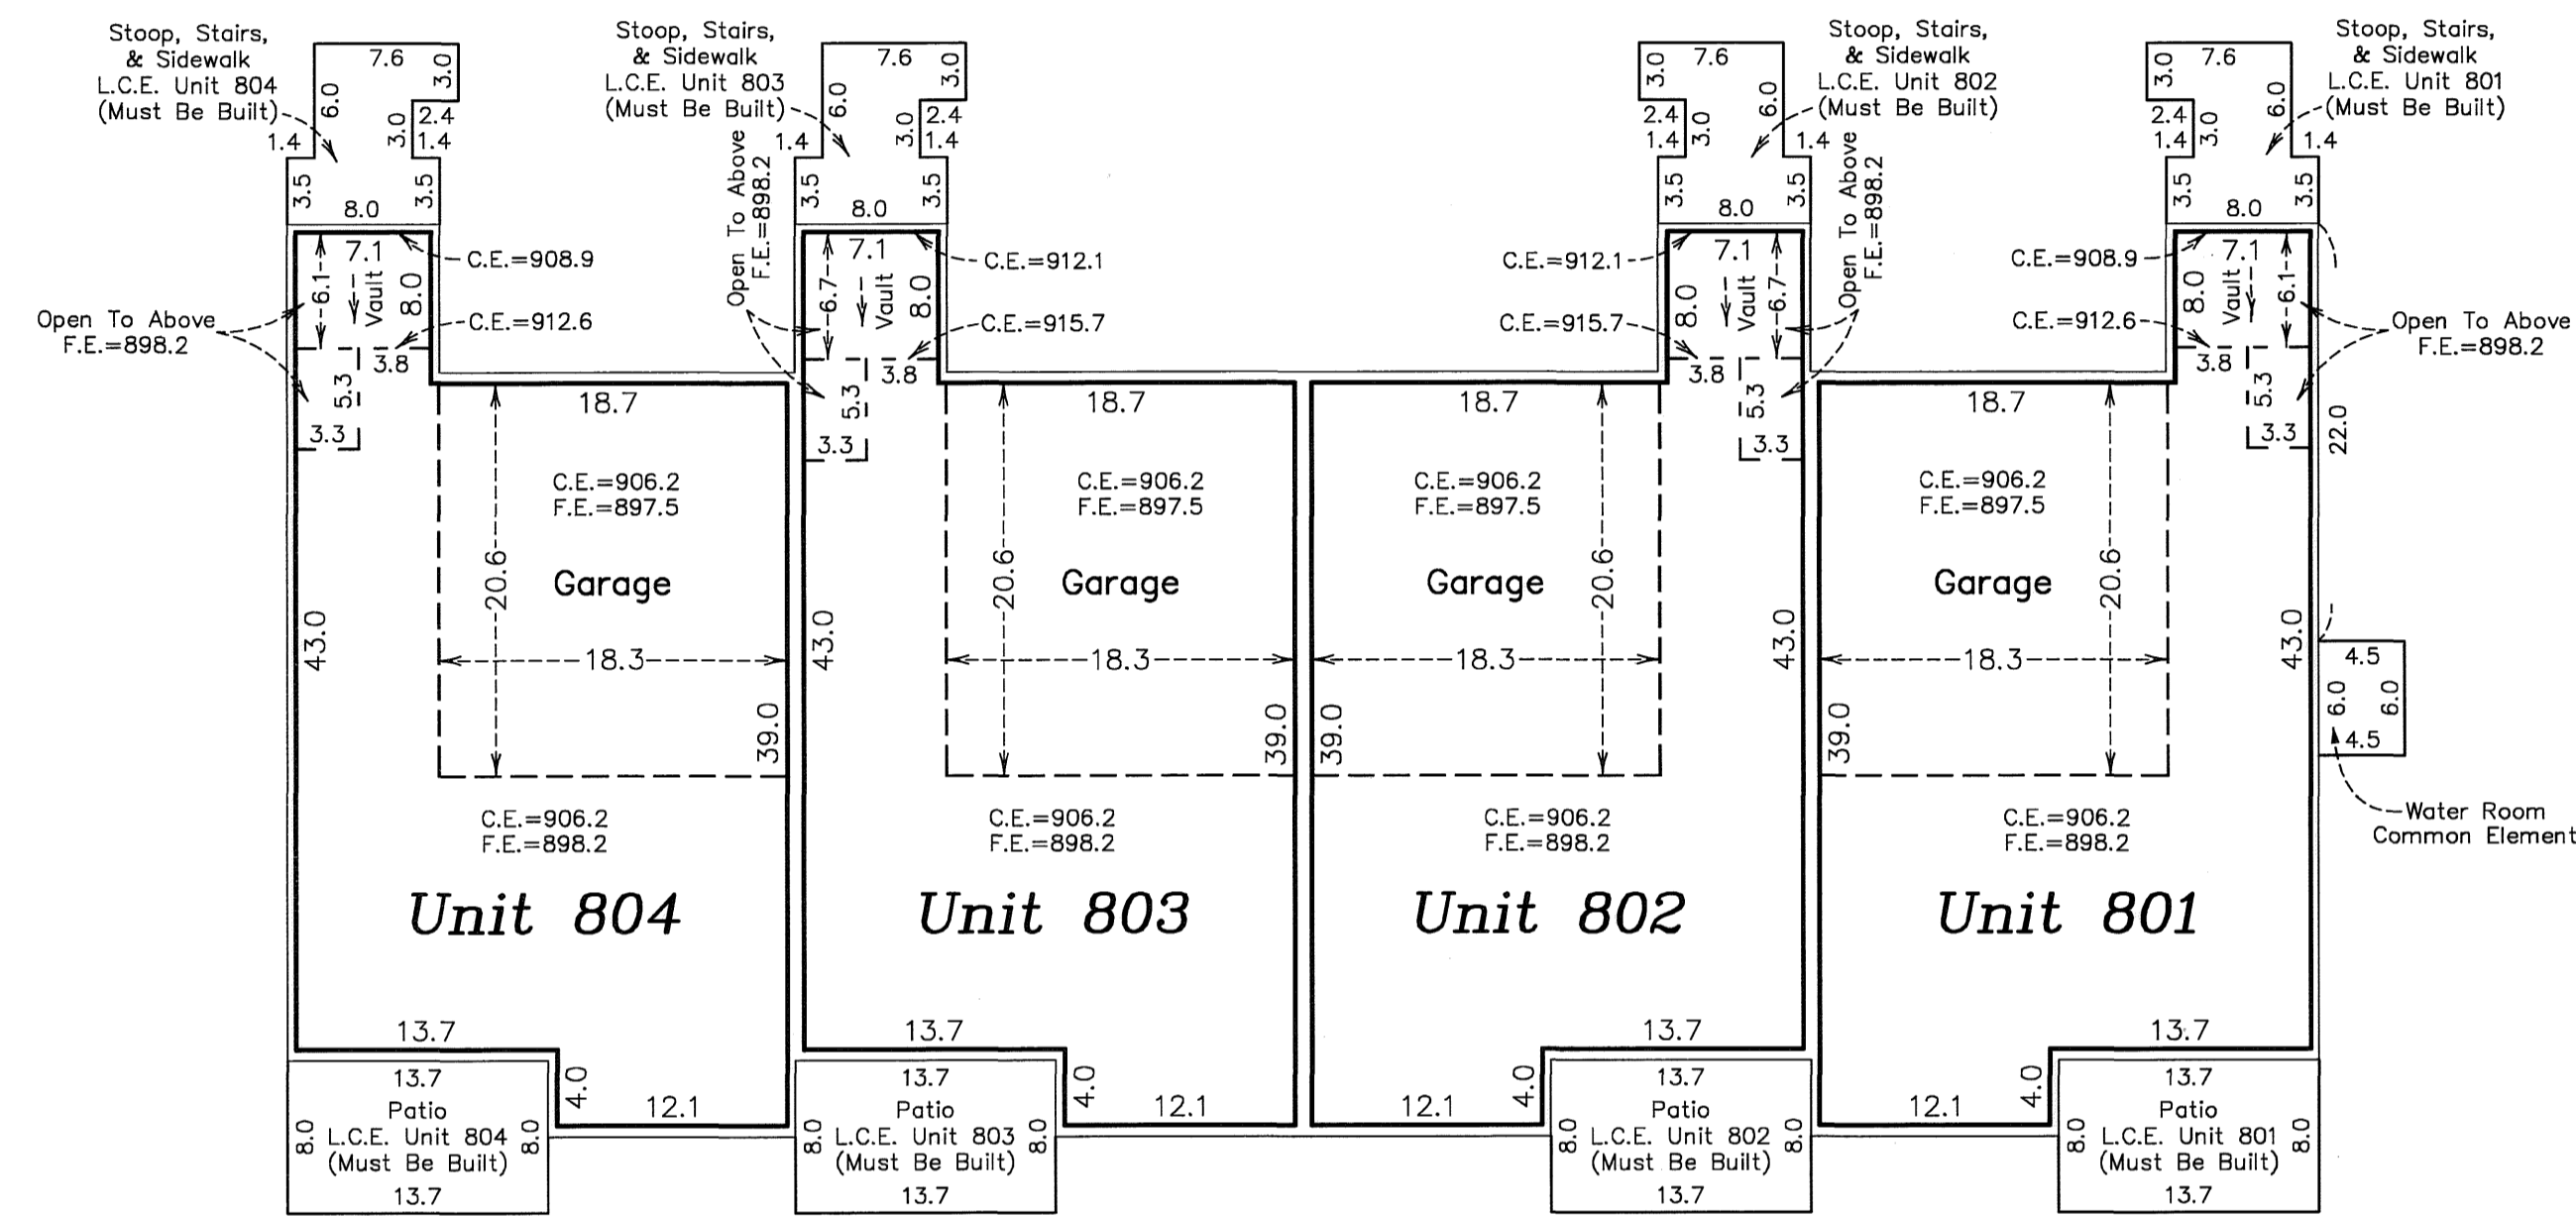 Stoop, Stairs,
& Sidewalk
L.C.E. Unit 804
(Must Be Built)
7.6
3.0
6.0
3.0
2.4
1.4
1.4
3.5
3.5
8.0
7.1
6.1
Vault
8.0
C.E.=908.9
C.E.=912.6
Open To Above
F.E.=898.2
3.8
5.3
3.3
18.7
C.E.=906.2
F.E.=897.5
20.6
Garage
18.3
43.0
39.0
C.E.=906.2
F.E.=898.2
Unit 804
13.7
4.0
12.1
13.7
Patio
L.C.E. Unit 804
(Must Be Built)
8.0
8.0
13.7
Stoop, Stairs,
& Sidewalk
L.C.E. Unit 803
(Must Be Built)
7.6
3.0
6.0
3.0
2.4
1.4
1.4
3.5
3.5
8.0
Open To Above
F.E.=898.2
7.1
6.7
Vault
8.0
C.E.=912.1
C.E.=915.7
3.8
5.3
3.3
18.7
C.E.=906.2
F.E.=897.5
20.6
Garage
18.3
43.0
39.0
C.E.=906.2
F.E.=898.2
Unit 803
13.7
4.0
12.1
13.7
Patio
L.C.E. Unit 803
(Must Be Built)
8.0
8.0
13.7
Stoop, Stairs,
& Sidewalk
L.C.E. Unit 802
(Must Be Built)
3.0
7.6
6.0
2.4
3.0
1.4
1.4
3.5
3.5
8.0
Open To Above
F.E.=898.2
C.E.=912.1
C.E.=915.7
7.1
8.0
Vault
6.7
3.8
5.3
3.3
18.7
C.E.=906.2
F.E.=897.5
20.6
Garage
18.3
43.0
39.0
C.E.=906.2
F.E.=898.2
Unit 802
13.7
4.0
12.1
13.7
Patio
L.C.E. Unit 802
(Must Be Built)
8.0
8.0
13.7
Stoop, Stairs,
& Sidewalk
L.C.E. Unit 801
(Must Be Built)
3.0
7.6
6.0
2.4
3.0
1.4
1.4
3.5
3.5
8.0
C.E.=908.9
C.E.=912.6
7.1
8.0
Vault
6.1
Open To Above
F.E.=898.2
3.8
5.3
3.3
22.0
18.7
C.E.=906.2
F.E.=897.5
20.6
Garage
18.3
43.0
39.0
4.5
6.0
6.0
4.5
Water Room
Common Element
C.E.=906.2
F.E.=898.2
Unit 801
13.7
4.0
12.1
13.7
Patio
L.C.E. Unit 801
(Must Be Built)
8.0
8.0
13.7